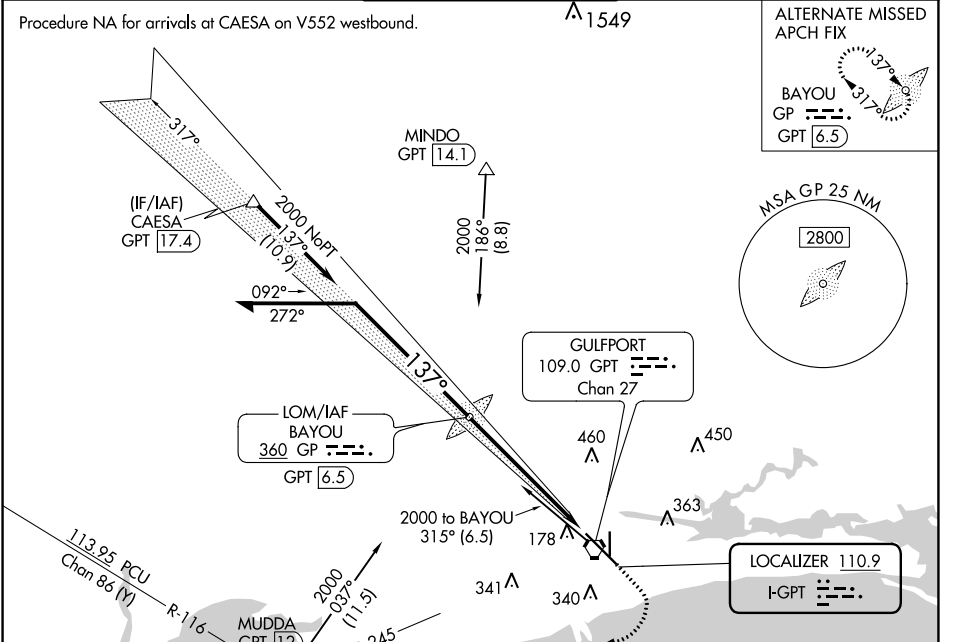 Procedure NA for arrivals at CAESA on V552 westbound.
1549
ALTERNATE MISSED
APCH FIX
137°
317°
BAYOU
GP
GPT 6.5
317°
MINDO
GPT 14.1
2000
186°
(8.8)
(IF/IAF)
CAESA
GPT 17.4
2000 NoPT
137°
(10.9)
MSA GP 25 NM
2800
092°
272°
137°
GULFPORT
109.0 GPT
Chan 27
LOM/IAF
BAYOU
360 GP
GPT 6.5
460
450
363
2000 to BAYOU
315° (6.5)
178
113.95 PCU
Chan 86 (Y)
R-116
2000
037°
(11.5)
341
340
LOCALIZER 110.9
I-GPT
MUDDA
GPT 12
245